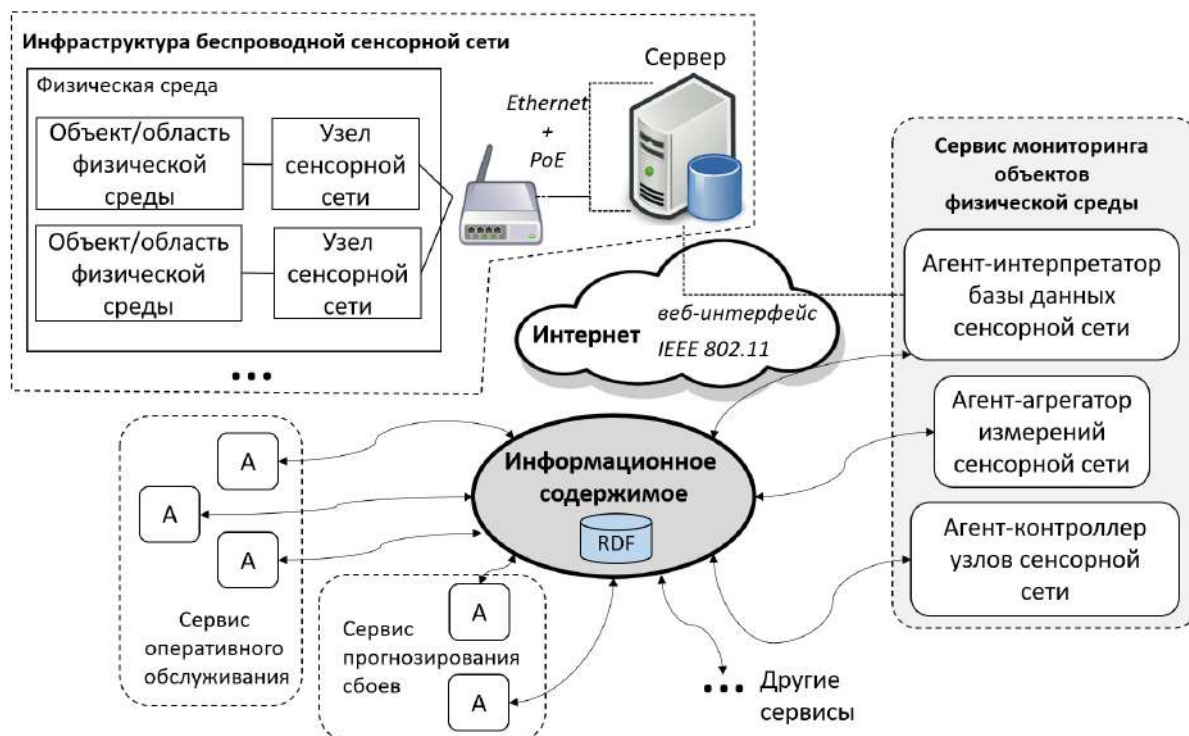 Инфраструктура беспроводной сенсорной сети
Физическая среда
Объект/область
физической
среды
Узел
сенсорной
сети
Объект/область
физической
среды
Узел
сенсорной
сети
...
Ethernet
+
PoE
Сервер
Интернет
веб-интерфейс
IEEE 802.11
Сервис мониторинга
объектов
физической среды
Агент-интерпретатор
базы данных
сенсорной сети
Агент-агрегатор
измерений
сенсорной сети
Агент-контроллер
узлов сенсорной
сети
Информационное
содержимое
RDF
A
A
A
Сервис
оперативного
обслуживания
A
Сервис
прогнозирования
сбоев
A
... Другие
сервисы